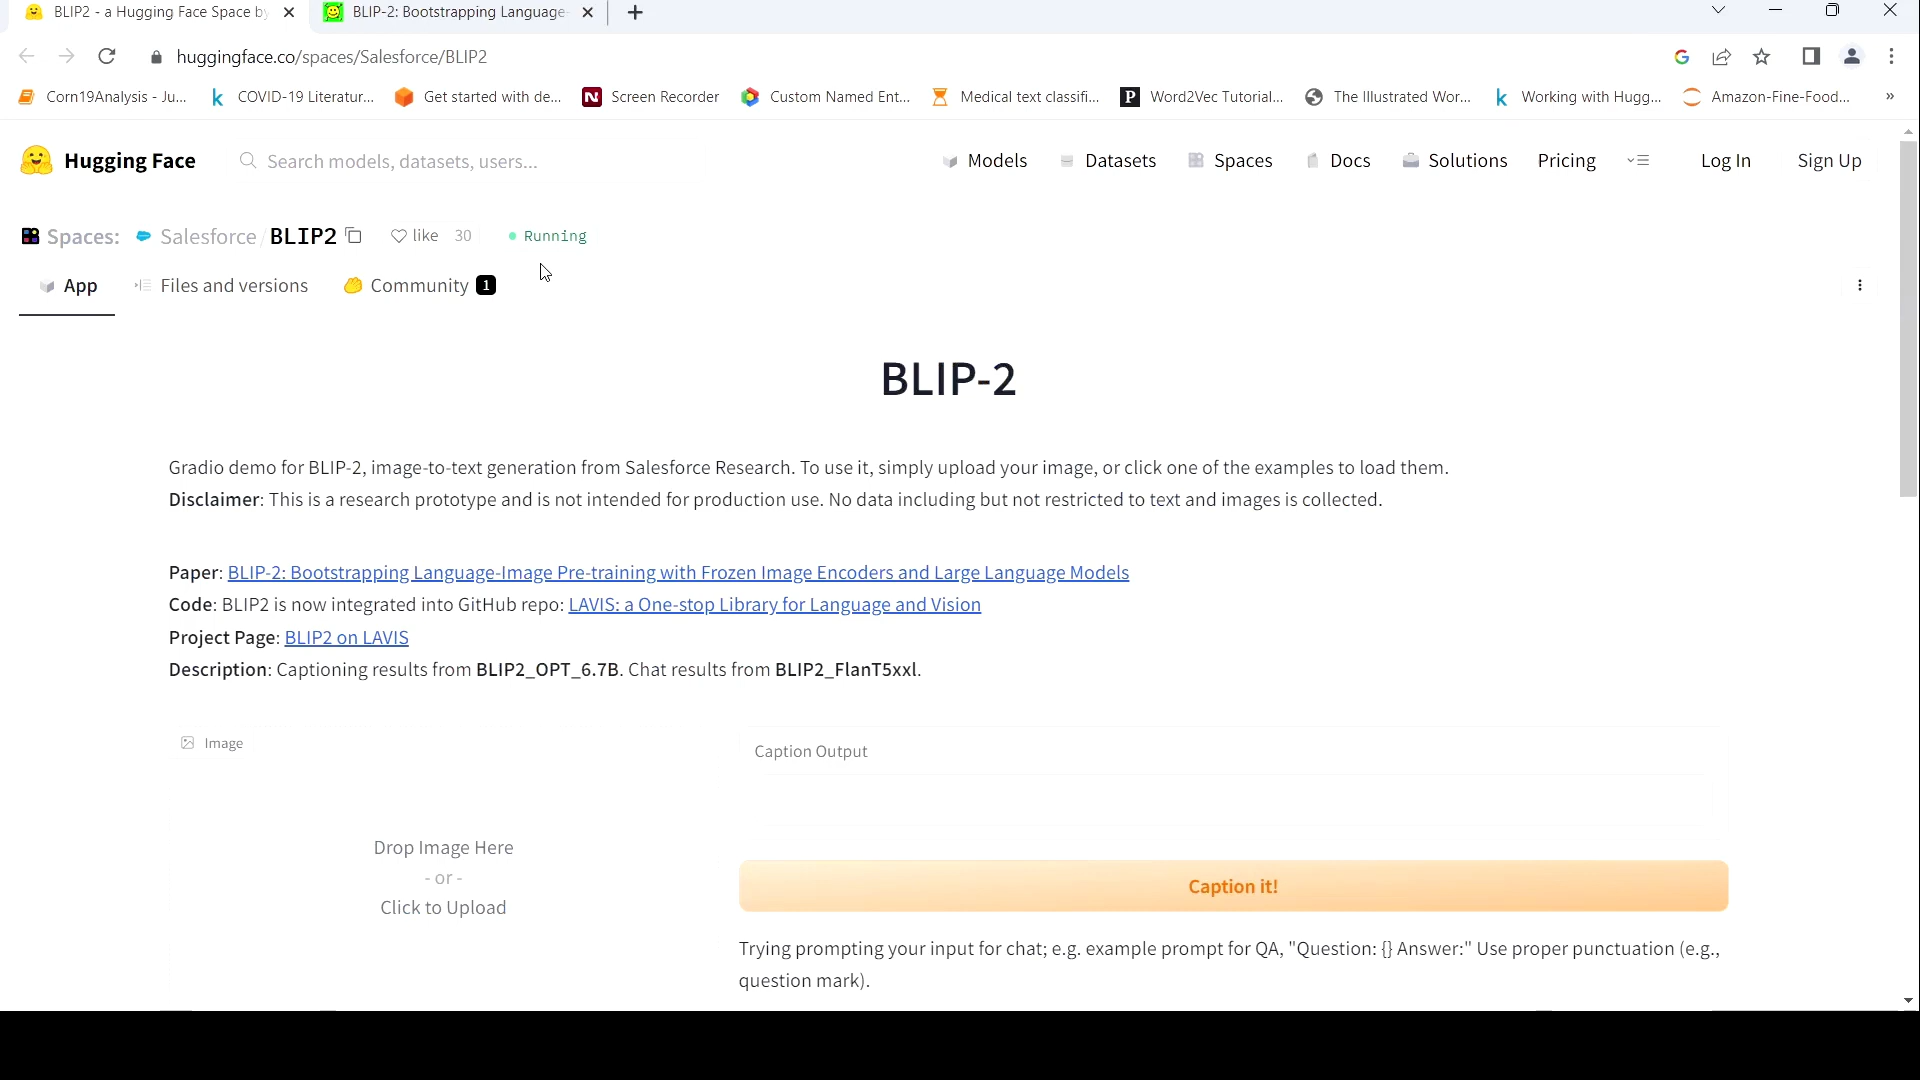 BLIP2 - a Hugging Face Space by
BLIP-2: Bootstrapping Language-
huggingface.co/spaces/Salesforce/BLIP2
Corn19Analysis - Ju...
COVID-19 Literatur...
Get started with de...
Screen Recorder
Custom Named Ent...
Medical text classifi...
Word2Vec Tutorial...
The Illustrated Wor...
Working with Hugg...
Amazon-Fine-Food...
»
Hugging Face
Search models, datasets, users...
Models
Datasets
Spaces
Docs
Solutions
Pricing
Log In
Sign Up
Spaces: Salesforce/BLIP2 like 30 Running
App
Files and versions
Community 1
BLIP-2
Gradio demo for BLIP-2, image-to-text generation from Salesforce Research. To use it, simply upload your image, or click one of the examples to load them.
Disclaimer: This is a research prototype and is not intended for production use. No data including but not restricted to text and images is collected.
Paper: BLIP-2: Bootstrapping Language-Image Pre-training with Frozen Image Encoders and Large Language Models
Code: BLIP2 is now integrated into GitHub repo: LAVIS: a One-stop Library for Language and Vision
Project Page: BLIP2 on LAVIS
Description: Captioning results from BLIP2_OPT_6.7B. Chat results from BLIP2_FlanT5xxl.
Image
Drop Image Here
- or -
Click to Upload
Caption Output
Caption it!
Trying prompting your input for chat; e.g. example prompt for QA, "Question: {} Answer:" Use proper punctuation (e.g.,
question mark).